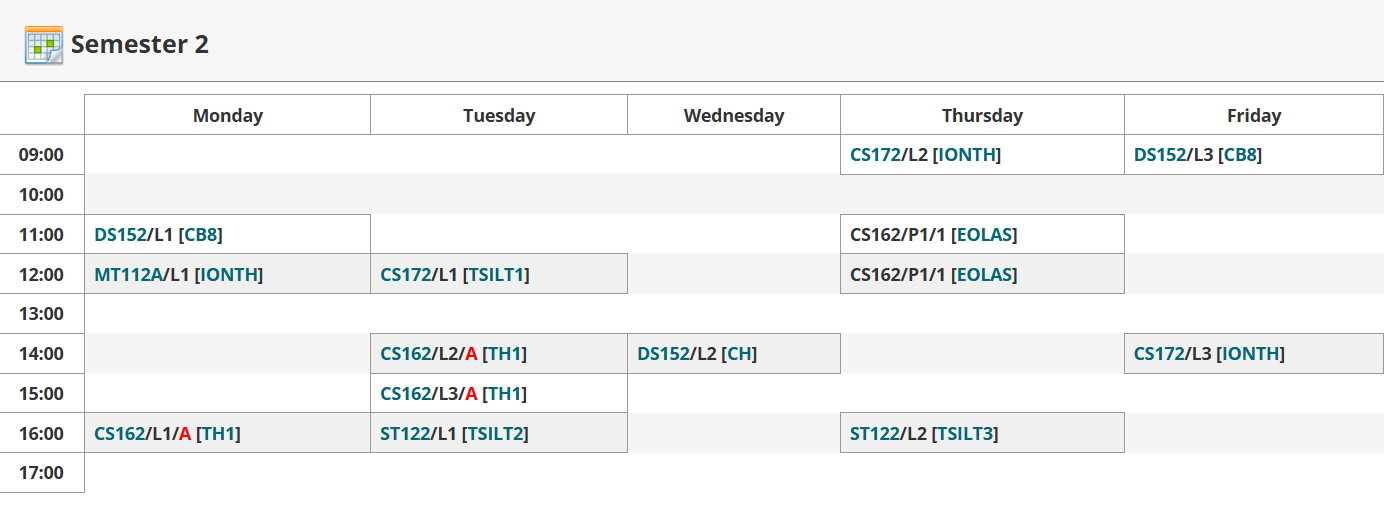 Semester 2
Monday Tuesday Wednesday Thursday Friday
09:00 CS172/L2 [IONTH] DS152/L3 [CB8]
10:00
11:00 DS152/L1 [CB8] CS162/P1/1 [EOLAS]
12:00 MT112A/L1 [IONTH] CS172/L1 [TSILT1] CS162/P1/1 [EOLAS]
13:00
14:00 CS162/L2/A [TH1] DS152/L2 [CH] CS172/L3 [IONTH]
15:00 CS162/L3/A [TH1]
16:00 CS162/L1/A [TH1] ST122/L1 [TSILT2] ST122/L2 [TSILT3]
17:00